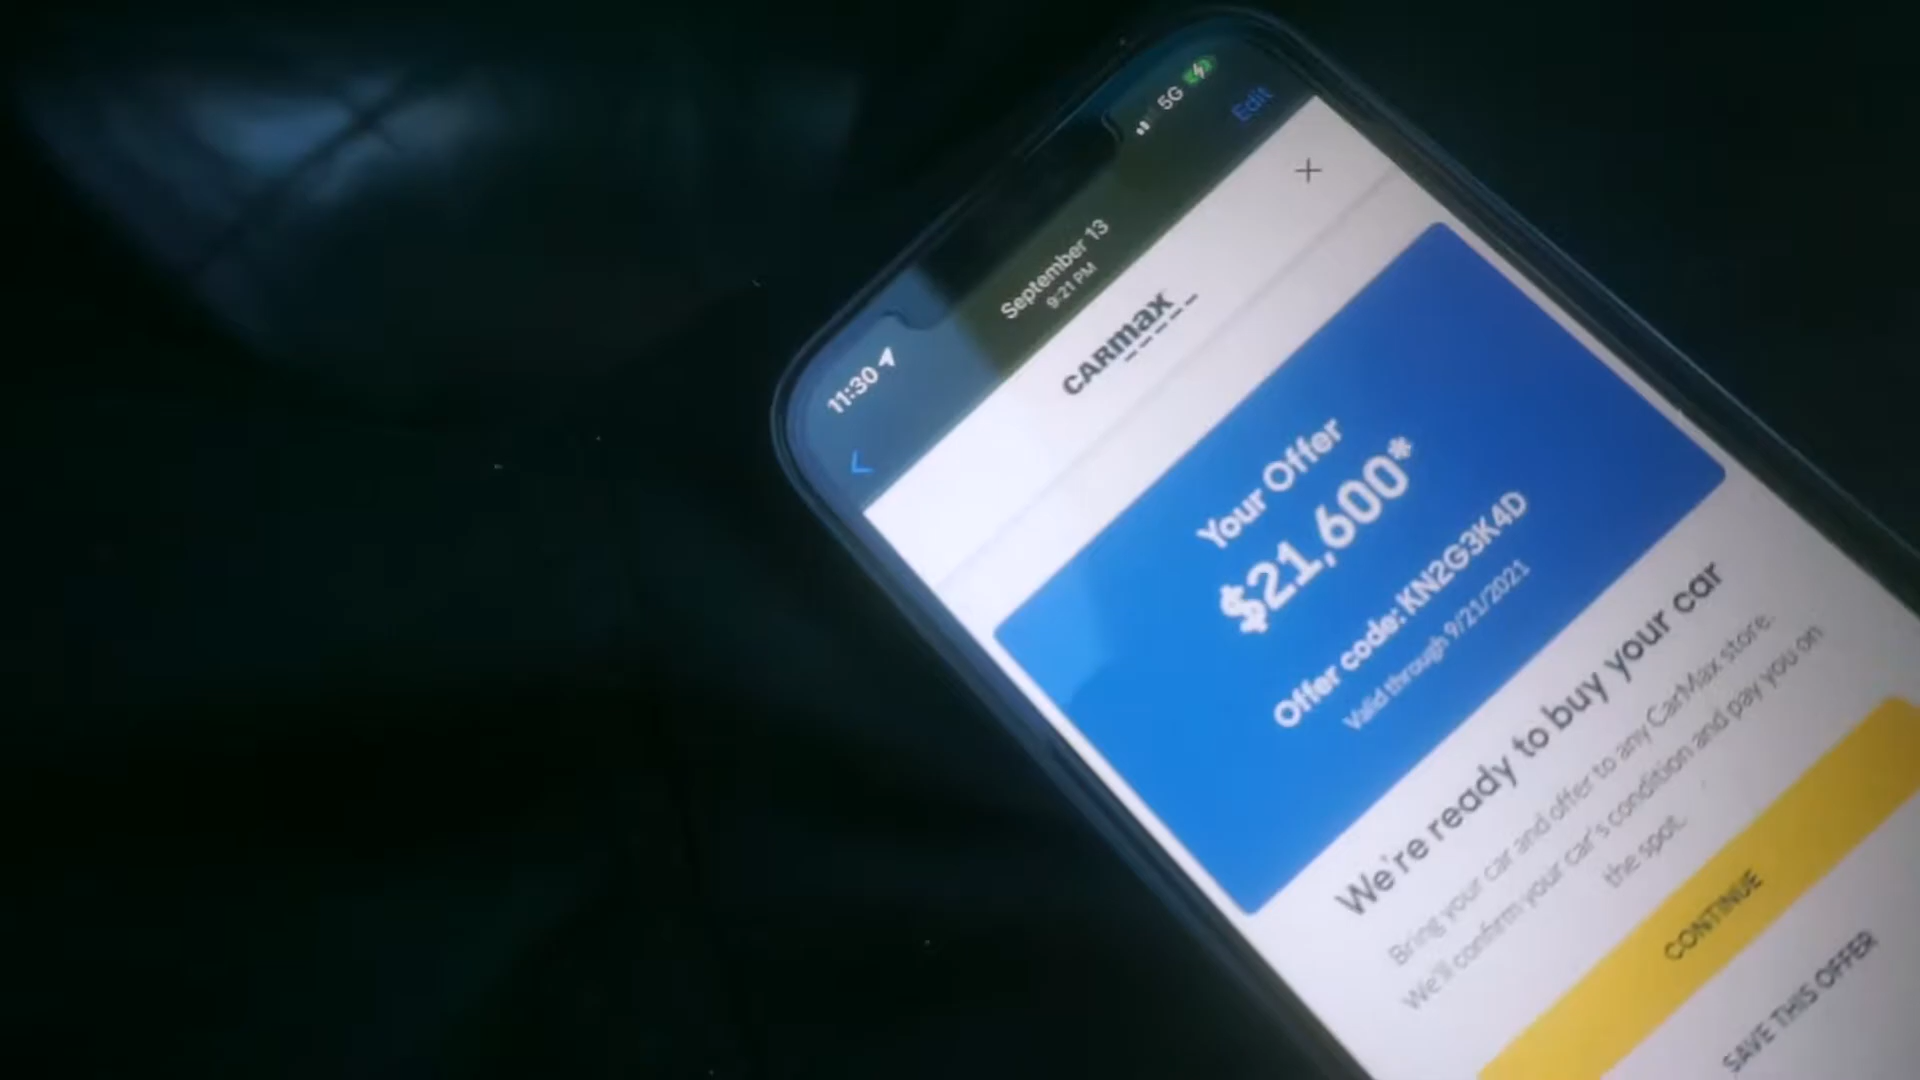 11:30
5G
Edit
September 13
9:21 PM
CARMAX
Your Offer
$21,600*
Offer code: KN2G3K4D
Valid through 9/21/2021
We're ready to buy your car
Bring your car and offer to any CarMax store.
We'll confirm your car's condition and pay you on
the spot.
CONTINUE
SAVE THIS OFFER